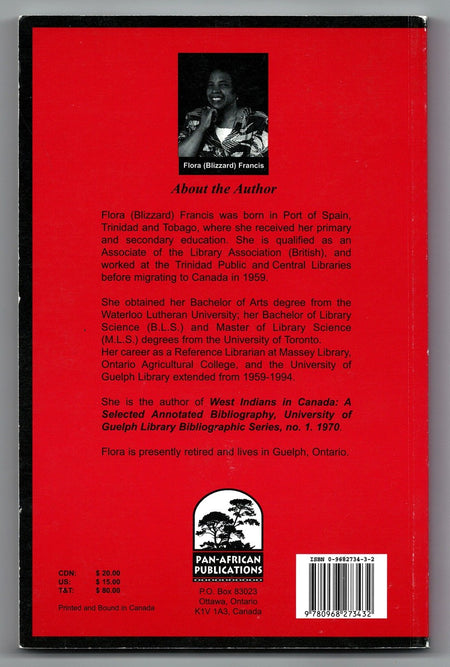 Flora (Blizzard) Francis
About the Author
Flora (Blizzard) Francis was born in Port of Spain,
Trinidad and Tobago, where she received her primary
and secondary education. She is qualified as an
Associate of the Library Association (British), and
worked at the Trinidad Public and Central Libraries
before migrating to Canada in 1959.
She obtained her Bachelor of Arts degree from the
Waterloo Lutheran University; her Bachelor of Library
Science (B.L.S.) and Master of Library Science
(M.L.S.) degrees from the University of Toronto.
Her career as a Reference Librarian at Massey Library,
Ontario Agricultural College, and the University of
Guelph Library extended from 1959-1994.
She is the author of West Indians in Canada: A
Selected Annotated Bibliography, University of
Guelph Library Bibliographic Series, no. 1. 1970.
Flora is presently retired and lives in Guelph, Ontario.
PAN-AFRICAN
PUBLICATIONS
P.O. Box 83023
Ottawa, Ontario
K1V 1A3, Canada
CDN: $ 20.00
US: $ 15.00
T&T: $ 80.00
Printed and Bound in Canada
ISBN 0-9682734-3-2
9 780968 273432